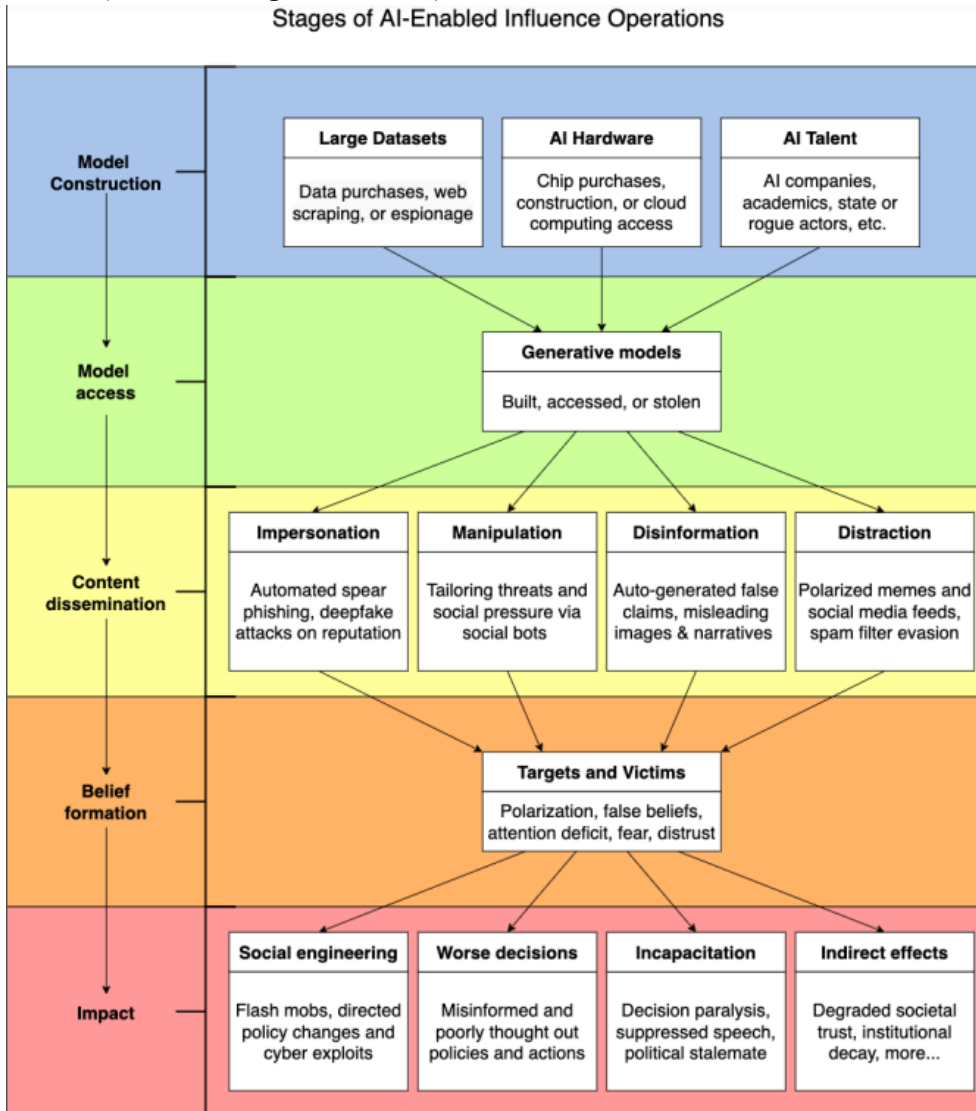 Stages of AI-Enabled Influence Operations
Model
Construction
Large Datasets
Data purchases, web
scraping, or espionage
AI Hardware
Chip purchases,
construction, or cloud
computing access
AI Talent
AI companies,
academics, state or
rogue actors, etc.
Model
access
Generative models
Built, accessed, or stolen
Content
dissemination
Impersonation
Automated spear
phishing, deepfake
attacks on reputation
Manipulation
Tailoring threats and
social pressure via
social bots
Disinformation
Auto-generated false
claims, misleading
images & narratives
Distraction
Polarized memes and
social media feeds,
spam filter evasion
Belief
formation
Targets and Victims
Polarization, false beliefs,
attention deficit, fear, distrust
Impact
Social engineering
Flash mobs, directed
policy changes and
cyber exploits
Worse decisions
Misinformed and
poorly thought out
policies and actions
Incapacitation
Decision paralysis,
suppressed speech,
political stalemate
Indirect effects
Degraded societal
trust, institutional
decay, more...